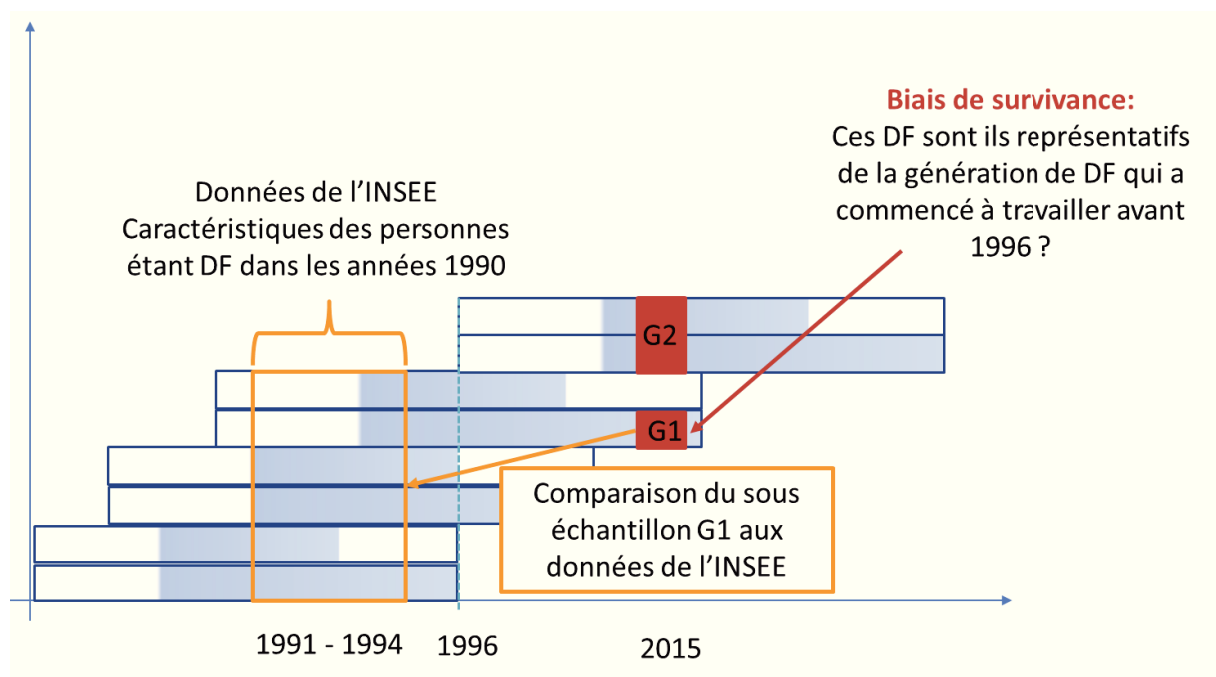 Biais de survivance:
Ces DF sont ils représentatifs
de la génération de DF qui a
commencé à travailler avant
1996 ?
Données de l’INSEE
Caractéristiques des personnes
étant DF dans les années 1990
G2
G1
Comparaison du sous
échantillon G1 aux
données de l’INSEE
1991 - 1994
1996
2015